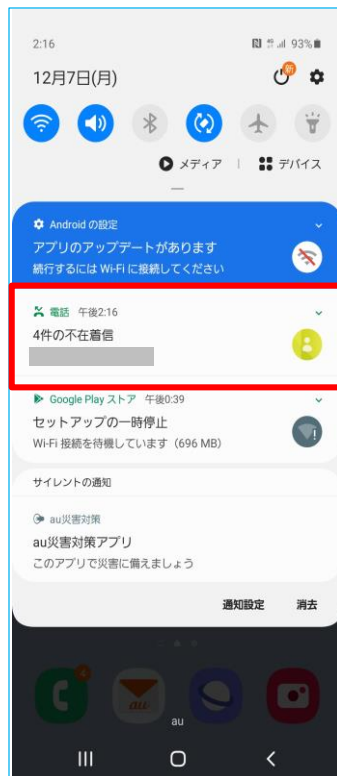 2:16 93%
12月7日(月) 新
メディア | デバイス
Android の設定
アプリのアップデートがあります
続行するには Wi-Fi に接続してください
電話 午後2:16
4件の不在着信
Google Play ストア 午後0:39
セットアップの一時停止
Wi-Fi 接続を待機しています（696 MB）
サイレントの通知
au災害対策
au災害対策アプリ
このアプリで災害に備えましょう
通知設定 消去
au
au